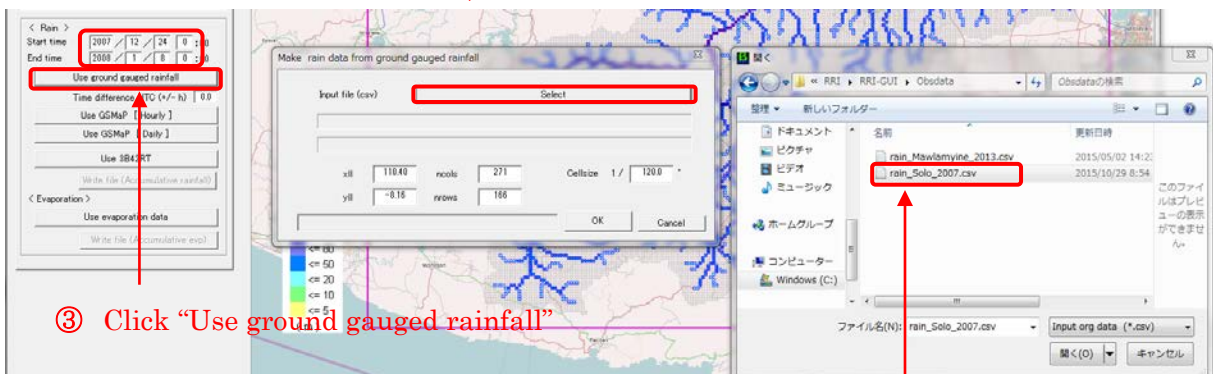 < Rain >
Start time 2007 / 12 / 24 0 : 00
End time 2008 / 1 / 8 0 : 00
Use ground gauged rainfall
Time difference UTC (+/- h) 0.0
Use GSMaP [ Hourly ]
Use GSMaP [ Daily ]
Use 3B42RT
Write file (Accumulative rainfall)
< Evaporation >
Use evaporation data
Write file (Accumulative evp)
Make rain data from ground gauged rainfall
Input file (csv) Select
xll 110.40 ncols 271 Cellsize 1 / 120.0 °
yll -8.16 nrows 166
OK Cancel
<= 50
<= 20
<= 10
<= 5
③ Click “Use ground gauged rainfall”
開く
« RRI ▸ RRI-GUI ▸ Obsdata Obsdataの検索
整理 新しいフォルダー
ドキュメント
ピクチャ
ビデオ
ミュージック
ホームグループ
コンピューター
Windows (C:)
名前 更新日時
rain_Mawlamyine_2013.csv 2015/05/02 14:2
rain_Solo_2007.csv 2015/10/29 8:54
このファイ
ルはプレビ
ューの表示
ができませ
ん。
ファイル名(N): rain_Solo_2007.csv Input org data (*.csv)
開く(O) キャンセル